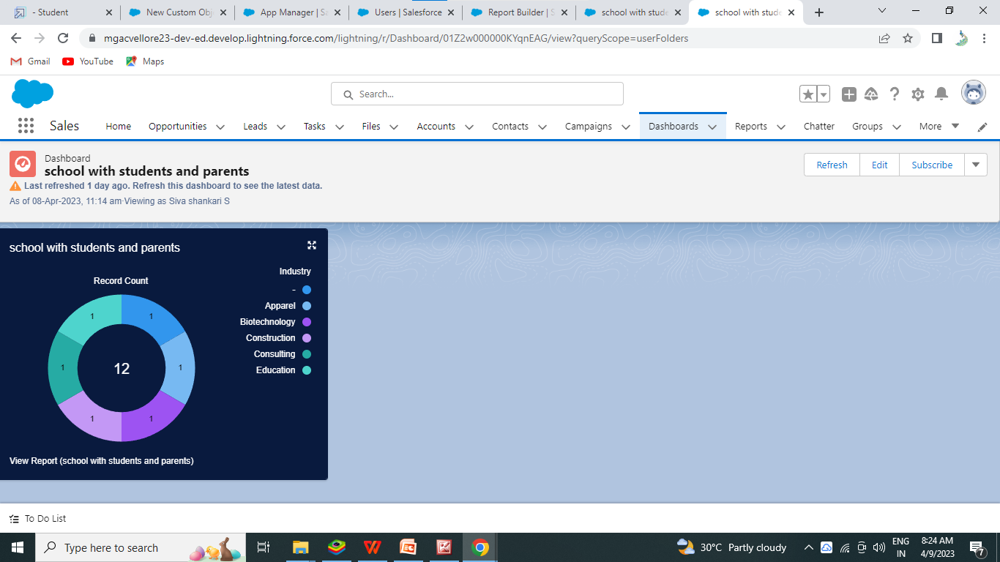 - Student
New Custom Obj
App Manager | Sa
Users | Salesforce
Report Builder | S
school with stude
school with stude
mgacvellore23-dev-ed.develop.lightning.force.com/lightning/r/Dashboard/01Z2w000000KYqnEAG/view?queryScope=userFolders
Gmail
YouTube
Maps
Search...
Sales
Home
Opportunities
Leads
Tasks
Files
Accounts
Contacts
Campaigns
Dashboards
Reports
Chatter
Groups
More
Dashboard
school with students and parents
Last refreshed 1 day ago. Refresh this dashboard to see the latest data.
As of 08-Apr-2023, 11:14 am·Viewing as Siva shankari S
Refresh
Edit
Subscribe
school with students and parents
Record Count
1
1
1
1
1
1
12
Industry
-
Apparel
Biotechnology
Construction
Consulting
Education
View Report (school with students and parents)
To Do List
Type here to search
30°C Partly cloudy
ENG
IN
8:24 AM
4/9/2023
7